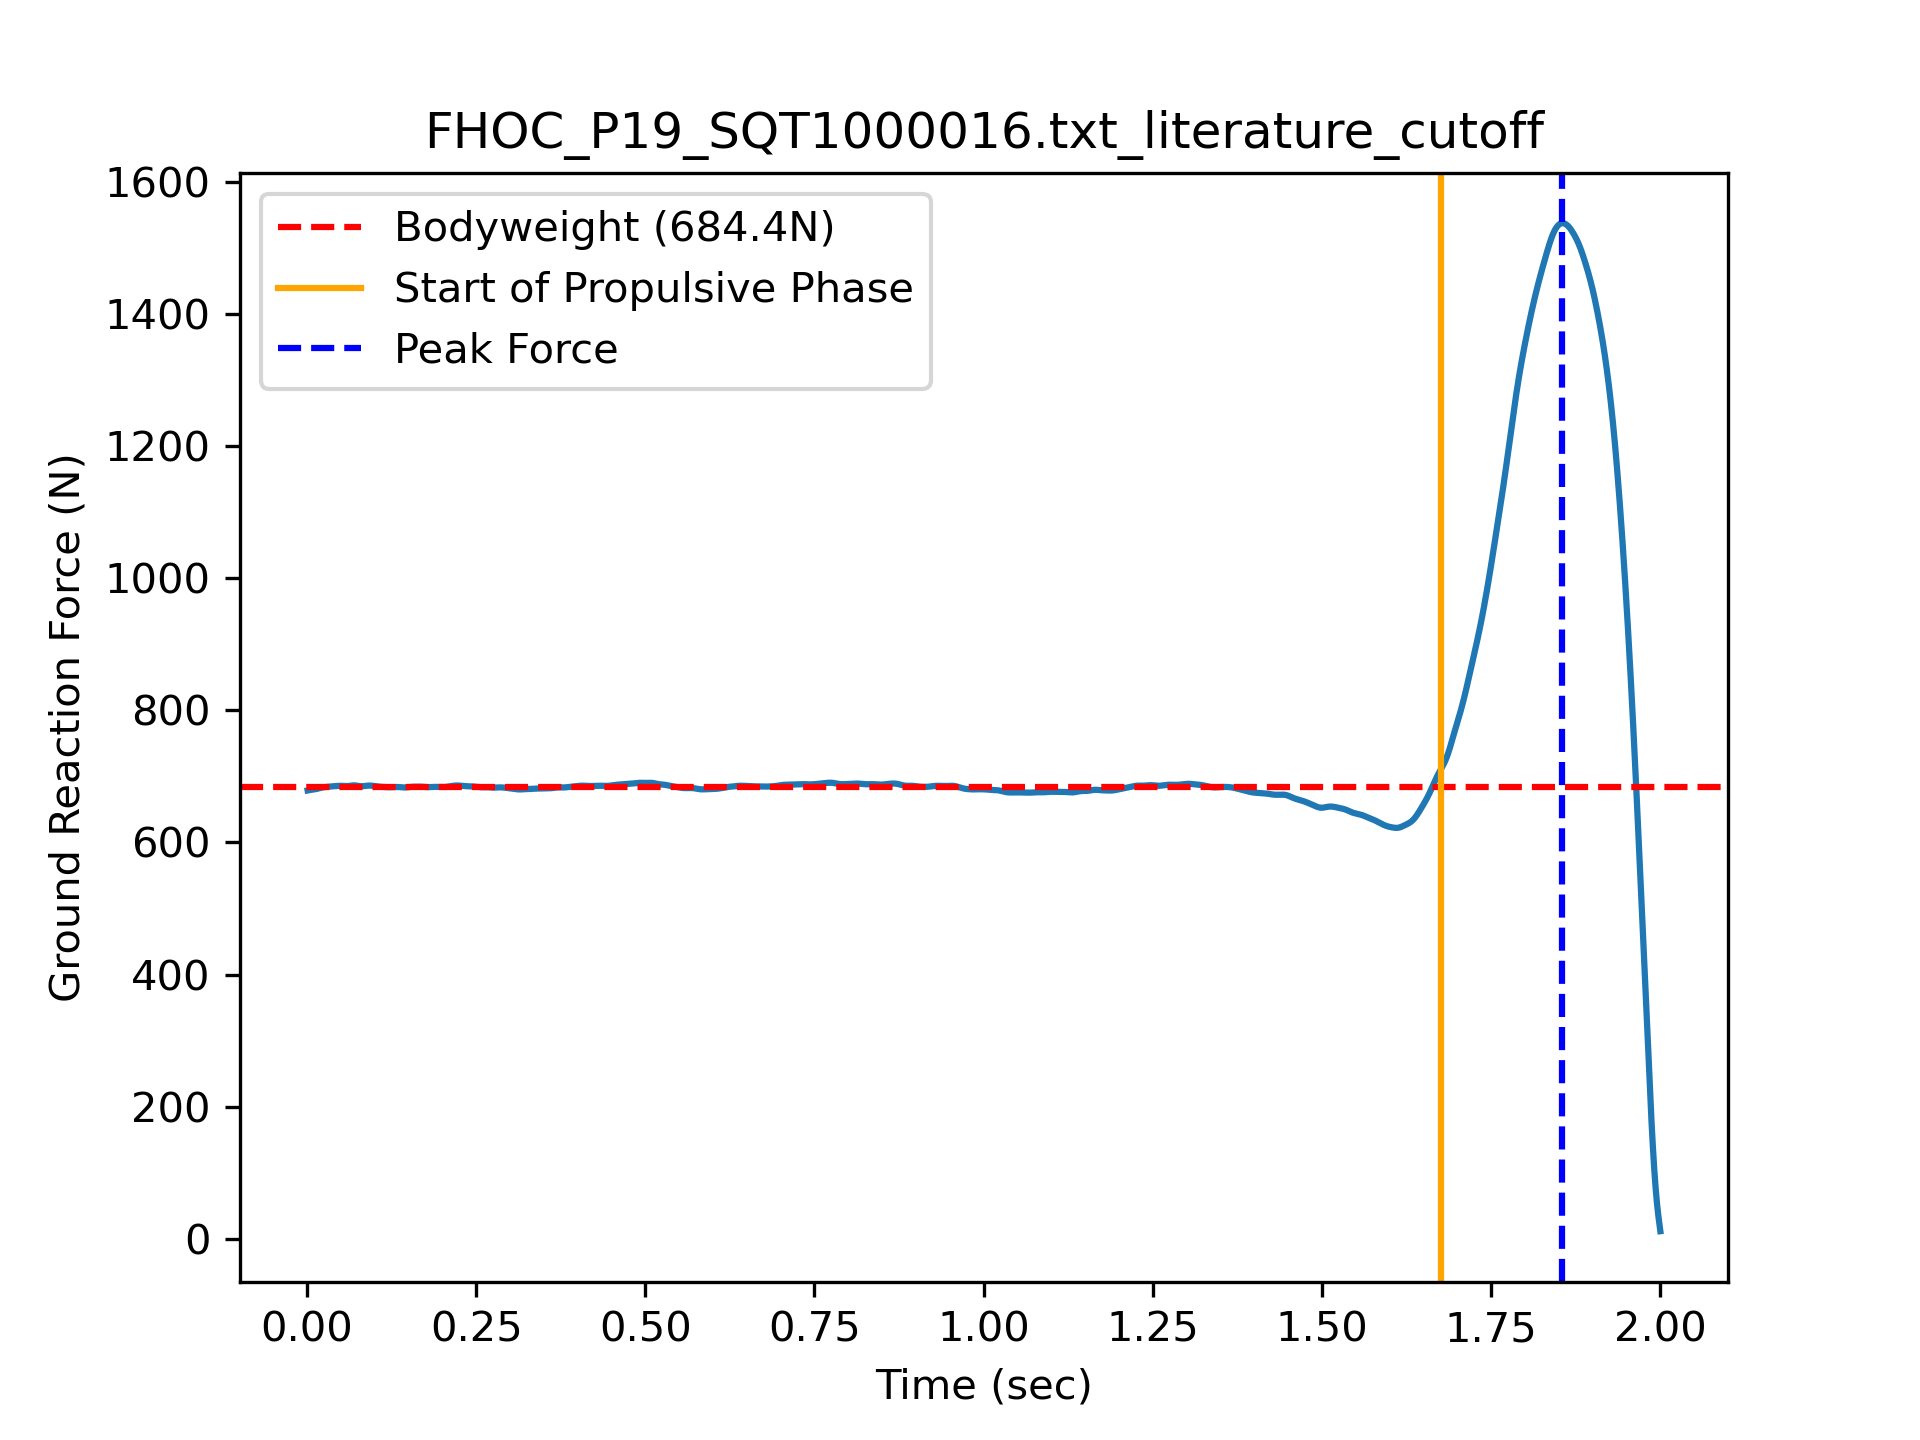 FHOC_P19_SQT1000016.txt_literature_cutoff
Bodyweight (684.4N)
Start of Propulsive Phase
Peak Force
Ground Reaction Force (N)
1600
1400
1200
1000
800
600
400
200
0
0.00 0.25 0.50 0.75 1.00 1.25 1.50 1.75 2.00
Time (sec)